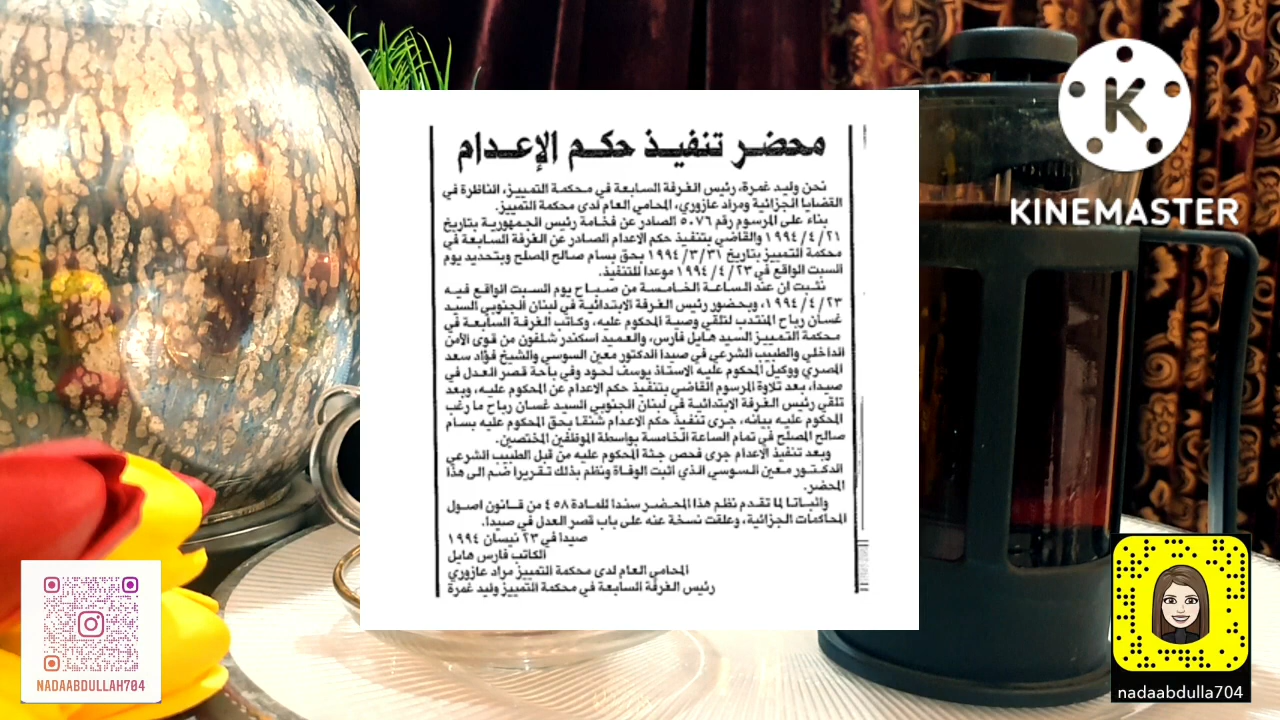 محضر تنفيذ حكم الإعدام
نحن وليد غمرة، رئيس الغرفة السابعة في محكمة التمييز، الناظرة في
القضايا الجزائية ومراد عازوري، المحامي العام لدى محكمة التمييز.
بناء على المرسوم رقم ٥٠٧٦ الصادر عن فخامة رئيس الجمهورية بتاريخ
١٩٩٤/٤/٢١ والقاضي بتنفيذ حكم الاعدام الصادر عن الغرفة السابعة في
محكمة التمييز بتاريخ ١٩٩٤/٣/٣١ بحق بسام صالح المصلح وبتحديد يوم
السبت الواقع في ١٩٩٤/٤/٢٣ موعدا للتنفيذ.
نثبت ان عند الساعة الخامسة من صباح يوم السبت الواقع فيه
١٩٩٤/٤/٢٣، وبحضور رئيس الغرفة الابتدائية في لبنان الجنوبي السيد
غسان رباح المنتدب لتلقي وصية المحكوم عليه، وكاتب الغرفة السابعة في
محكمة التمييز السيد هايل فارس، والعميد اسكندر شلفون من قوى الأمن
الداخلي والطبيب الشرعي في صيدا الدكتور معين السوسي والشيخ فؤاد سعد
المصري ووكيل المحكوم عليه الاستاذ يوسف لحود وفي باحة قصر العدل في
صيدا، بعد تلاوة المرسوم القاضي بتنفيذ حكم الاعدام عن المحكوم عليه، وبعد
تلقي رئيس الغرفة الابتدائية في لبنان الجنوبي السيد غسان رباح ما رغب
المحكوم عليه بيانه، جرى تنفيذ حكم الاعدام شنقا بحق المحكوم عليه بسام
صالح المصلح في تمام الساعة الخامسة بواسطة الموظفين المختصين.
وبعد تنفيذ الاعدام جرى فحص جثة المحكوم عليه من قبل الطبيب الشرعي
الدكتور معين السوسي الذي اثبت الوفاة ونظم بذلك تقريرا ضم الى هذا
المحضر.
واثباتا لما تقدم نظم هذا المحضر سندا للمادة ٤٥٨ من قانون اصول
المحاكمات الجزائية، وعلقت نسخة عنه على باب قصر العدل في صيدا.
صيدا في ٢٣ نيسان ١٩٩٤
الكاتب فارس هايل
المحامي العام لدى محكمة التمييز مراد عازوري
رئيس الغرفة السابعة في محكمة التمييز وليد غمرة
KINEMASTER
NADAABDULLAH704
nadaabdulla704